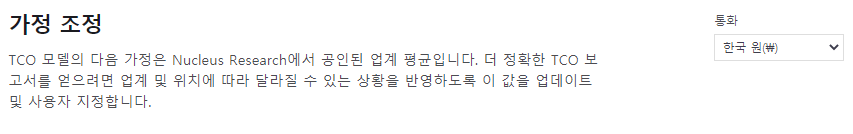 가정 조정
통화
한국 원(₩)
TCO 모델의 다음 가정은 Nucleus Research에서 공인된 업계 평균입니다. 더 정확한 TCO 보
고서를 얻으려면 업계 및 위치에 따라 달라질 수 있는 상황을 반영하도록 이 값을 업데이트
및 사용자 지정합니다.